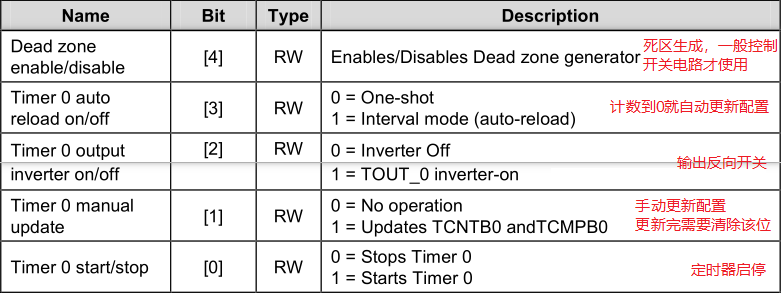 Name Bit Type Description
Dead zone
enable/disable [4] RW Enables/Disables Dead zone generator 死区生成，一般控制
开关电路才使用
Timer 0 auto
reload on/off [3] RW 0 = One-shot
1 = Interval mode (auto-reload) 计数到0就自动更新配置
Timer 0 output
inverter on/off [2] RW 0 = Inverter Off
1 = TOUT_0 inverter-on 输出反向开关
Timer 0 manual
update [1] RW 0 = No operation
1 = Updates TCNTB0 andTCMPB0 手动更新配置
更新完需要清除该位
Timer 0 start/stop [0] RW 0 = Stops Timer 0
1 = Starts Timer 0 定时器启停